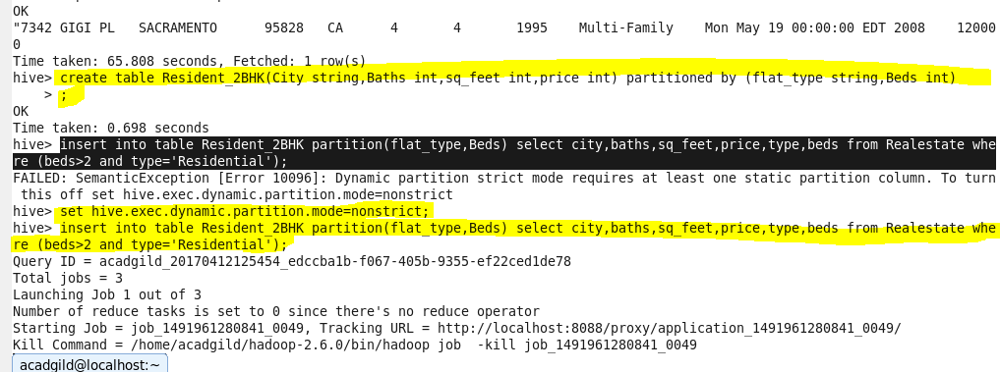 OK
"7342 GIGI PL   SACRAMENTO      95828   CA      4       4       1995    Multi-Family    Mon May 19 00:00:00 EDT 2008    12000
0
Time taken: 65.808 seconds, Fetched: 1 row(s)
hive> create table Resident_2BHK(City string,Baths int,sq_feet int,price int) partitioned by (flat_type string,Beds int)
    > ;
OK
Time taken: 0.698 seconds
hive> insert into table Resident_2BHK partition(flat_type,Beds) select city,baths,sq_feet,price,type,beds from Realestate whe
re (beds>2 and type='Residential');
FAILED: SemanticException [Error 10096]: Dynamic partition strict mode requires at least one static partition column. To turn
 this off set hive.exec.dynamic.partition.mode=nonstrict
hive> set hive.exec.dynamic.partition.mode=nonstrict;
hive> insert into table Resident_2BHK partition(flat_type,Beds) select city,baths,sq_feet,price,type,beds from Realestate whe
re (beds>2 and type='Residential');
Query ID = acadgild_20170412125454_edccba1b-f067-405b-9355-ef22ced1de78
Total jobs = 3
Launching Job 1 out of 3
Number of reduce tasks is set to 0 since there's no reduce operator
Starting Job = job_1491961280841_0049, Tracking URL = http://localhost:8088/proxy/application_1491961280841_0049/
Kill Command = /home/acadgild/hadoop-2.6.0/bin/hadoop job  -kill job_1491961280841_0049
acadgild@localhost:~